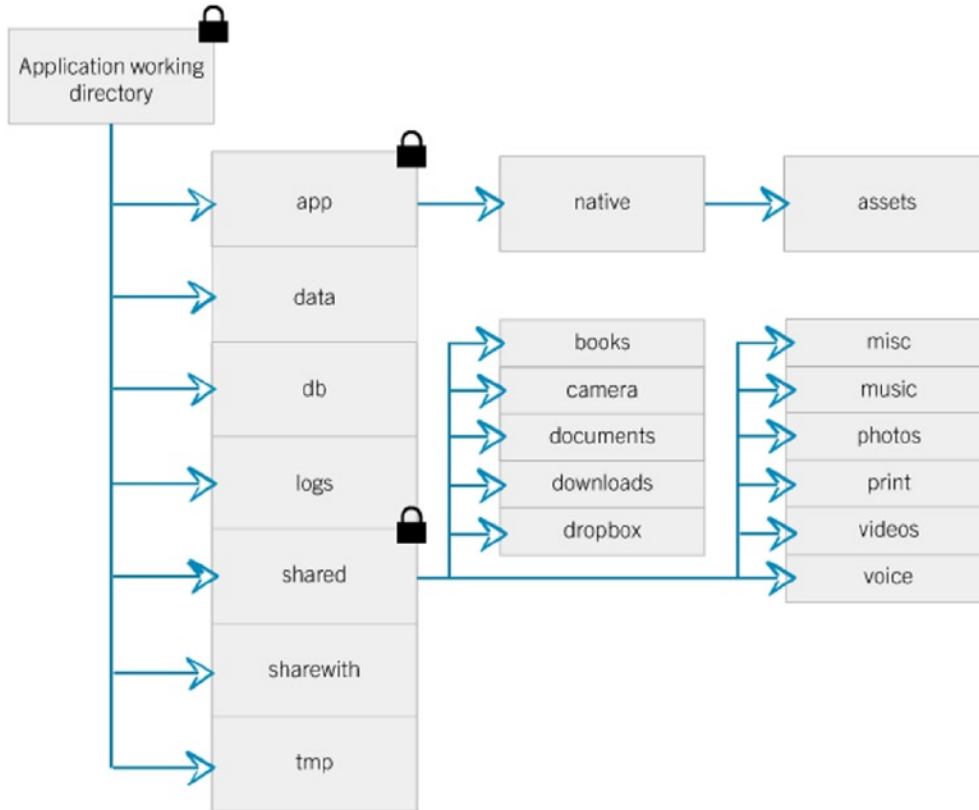 Application working
directory
app
native
assets
data
books
misc
db
camera
music
documents
photos
logs
downloads
print
dropbox
videos
shared
voice
sharewith
tmp